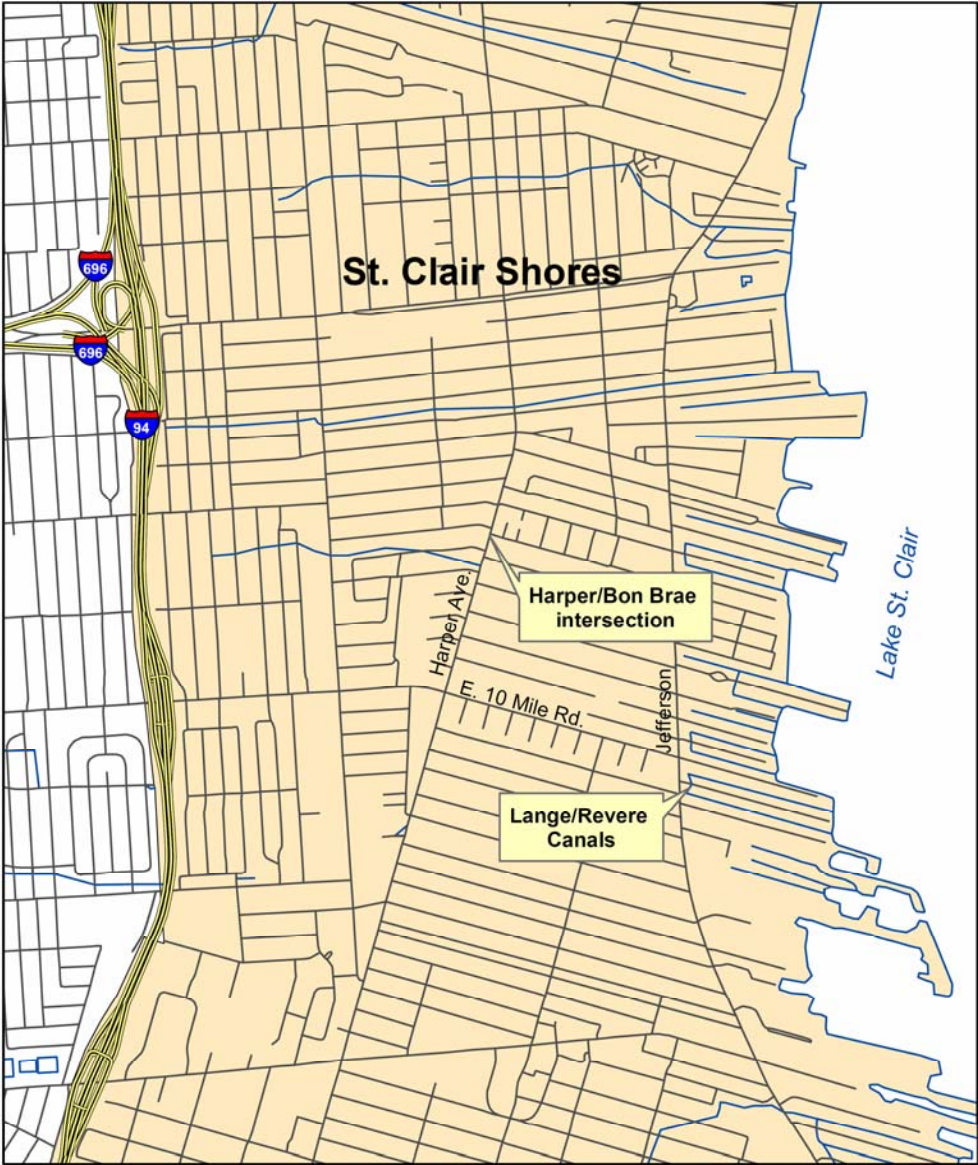 696
St. Clair Shores
696
94
Lake St. Clair
Harper/Bon Brae
intersection
Harper Ave.
E. 10 Mile Rd.
Jefferson
Lange/Revere
Canals